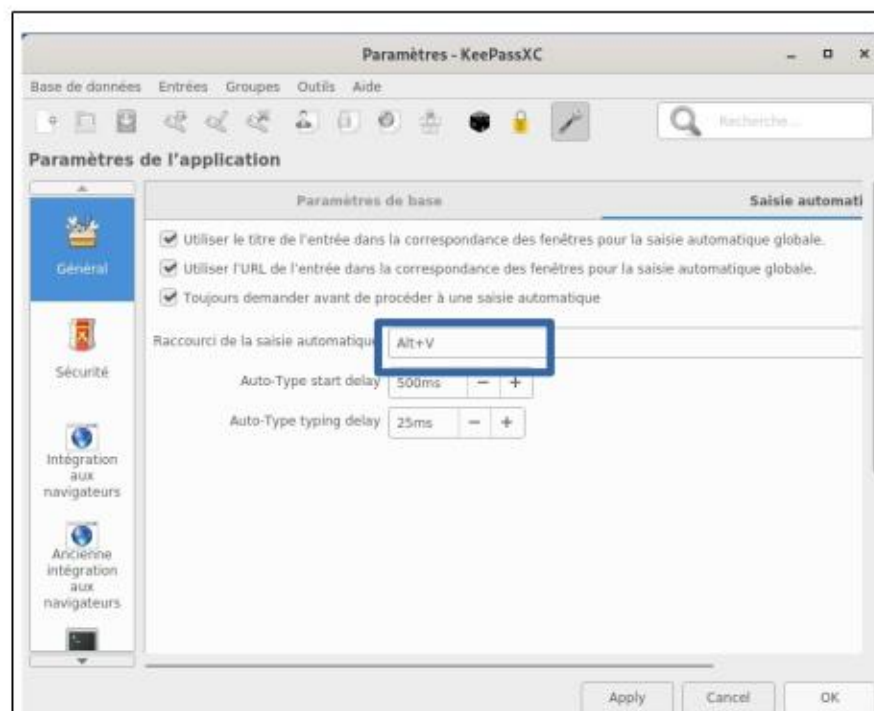 Paramètres - KeePassXC
Base de données Entrées Groupes Outils Aide
Recherche...
Paramètres de l'application
Paramètres de base
Saisie automati
Général
Utiliser le titre de l'entrée dans la correspondance des fenêtres pour la saisie automatique globale.
Utiliser l'URL de l'entrée dans la correspondance des fenêtres pour la saisie automatique globale.
Toujours demander avant de procéder à une saisie automatique
Raccourci de la saisie automatique Alt+V
Auto-Type start delay 500ms − +
Auto-Type typing delay 25ms − +
Sécurité
Intégration
aux
navigateurs
Ancienne
intégration
aux
navigateurs
Apply Cancel OK